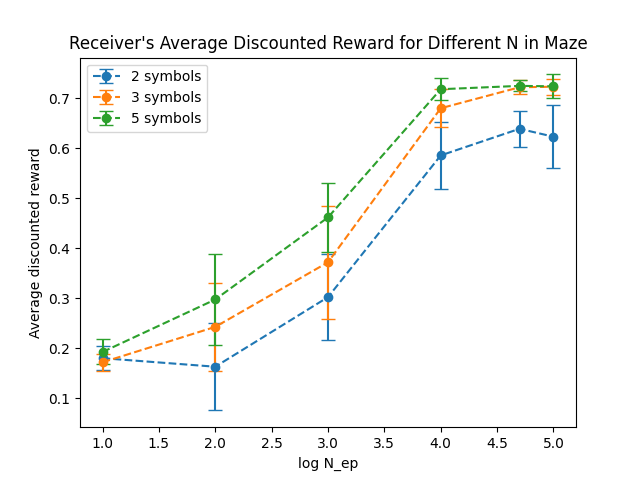 Receiver's Average Discounted Reward for Different N in Maze
2 symbols
3 symbols
5 symbols
Average discounted reward
0.7
0.6
0.5
0.4
0.3
0.2
0.1
1.0 1.5 2.0 2.5 3.0 3.5 4.0 4.5 5.0
log N_ep